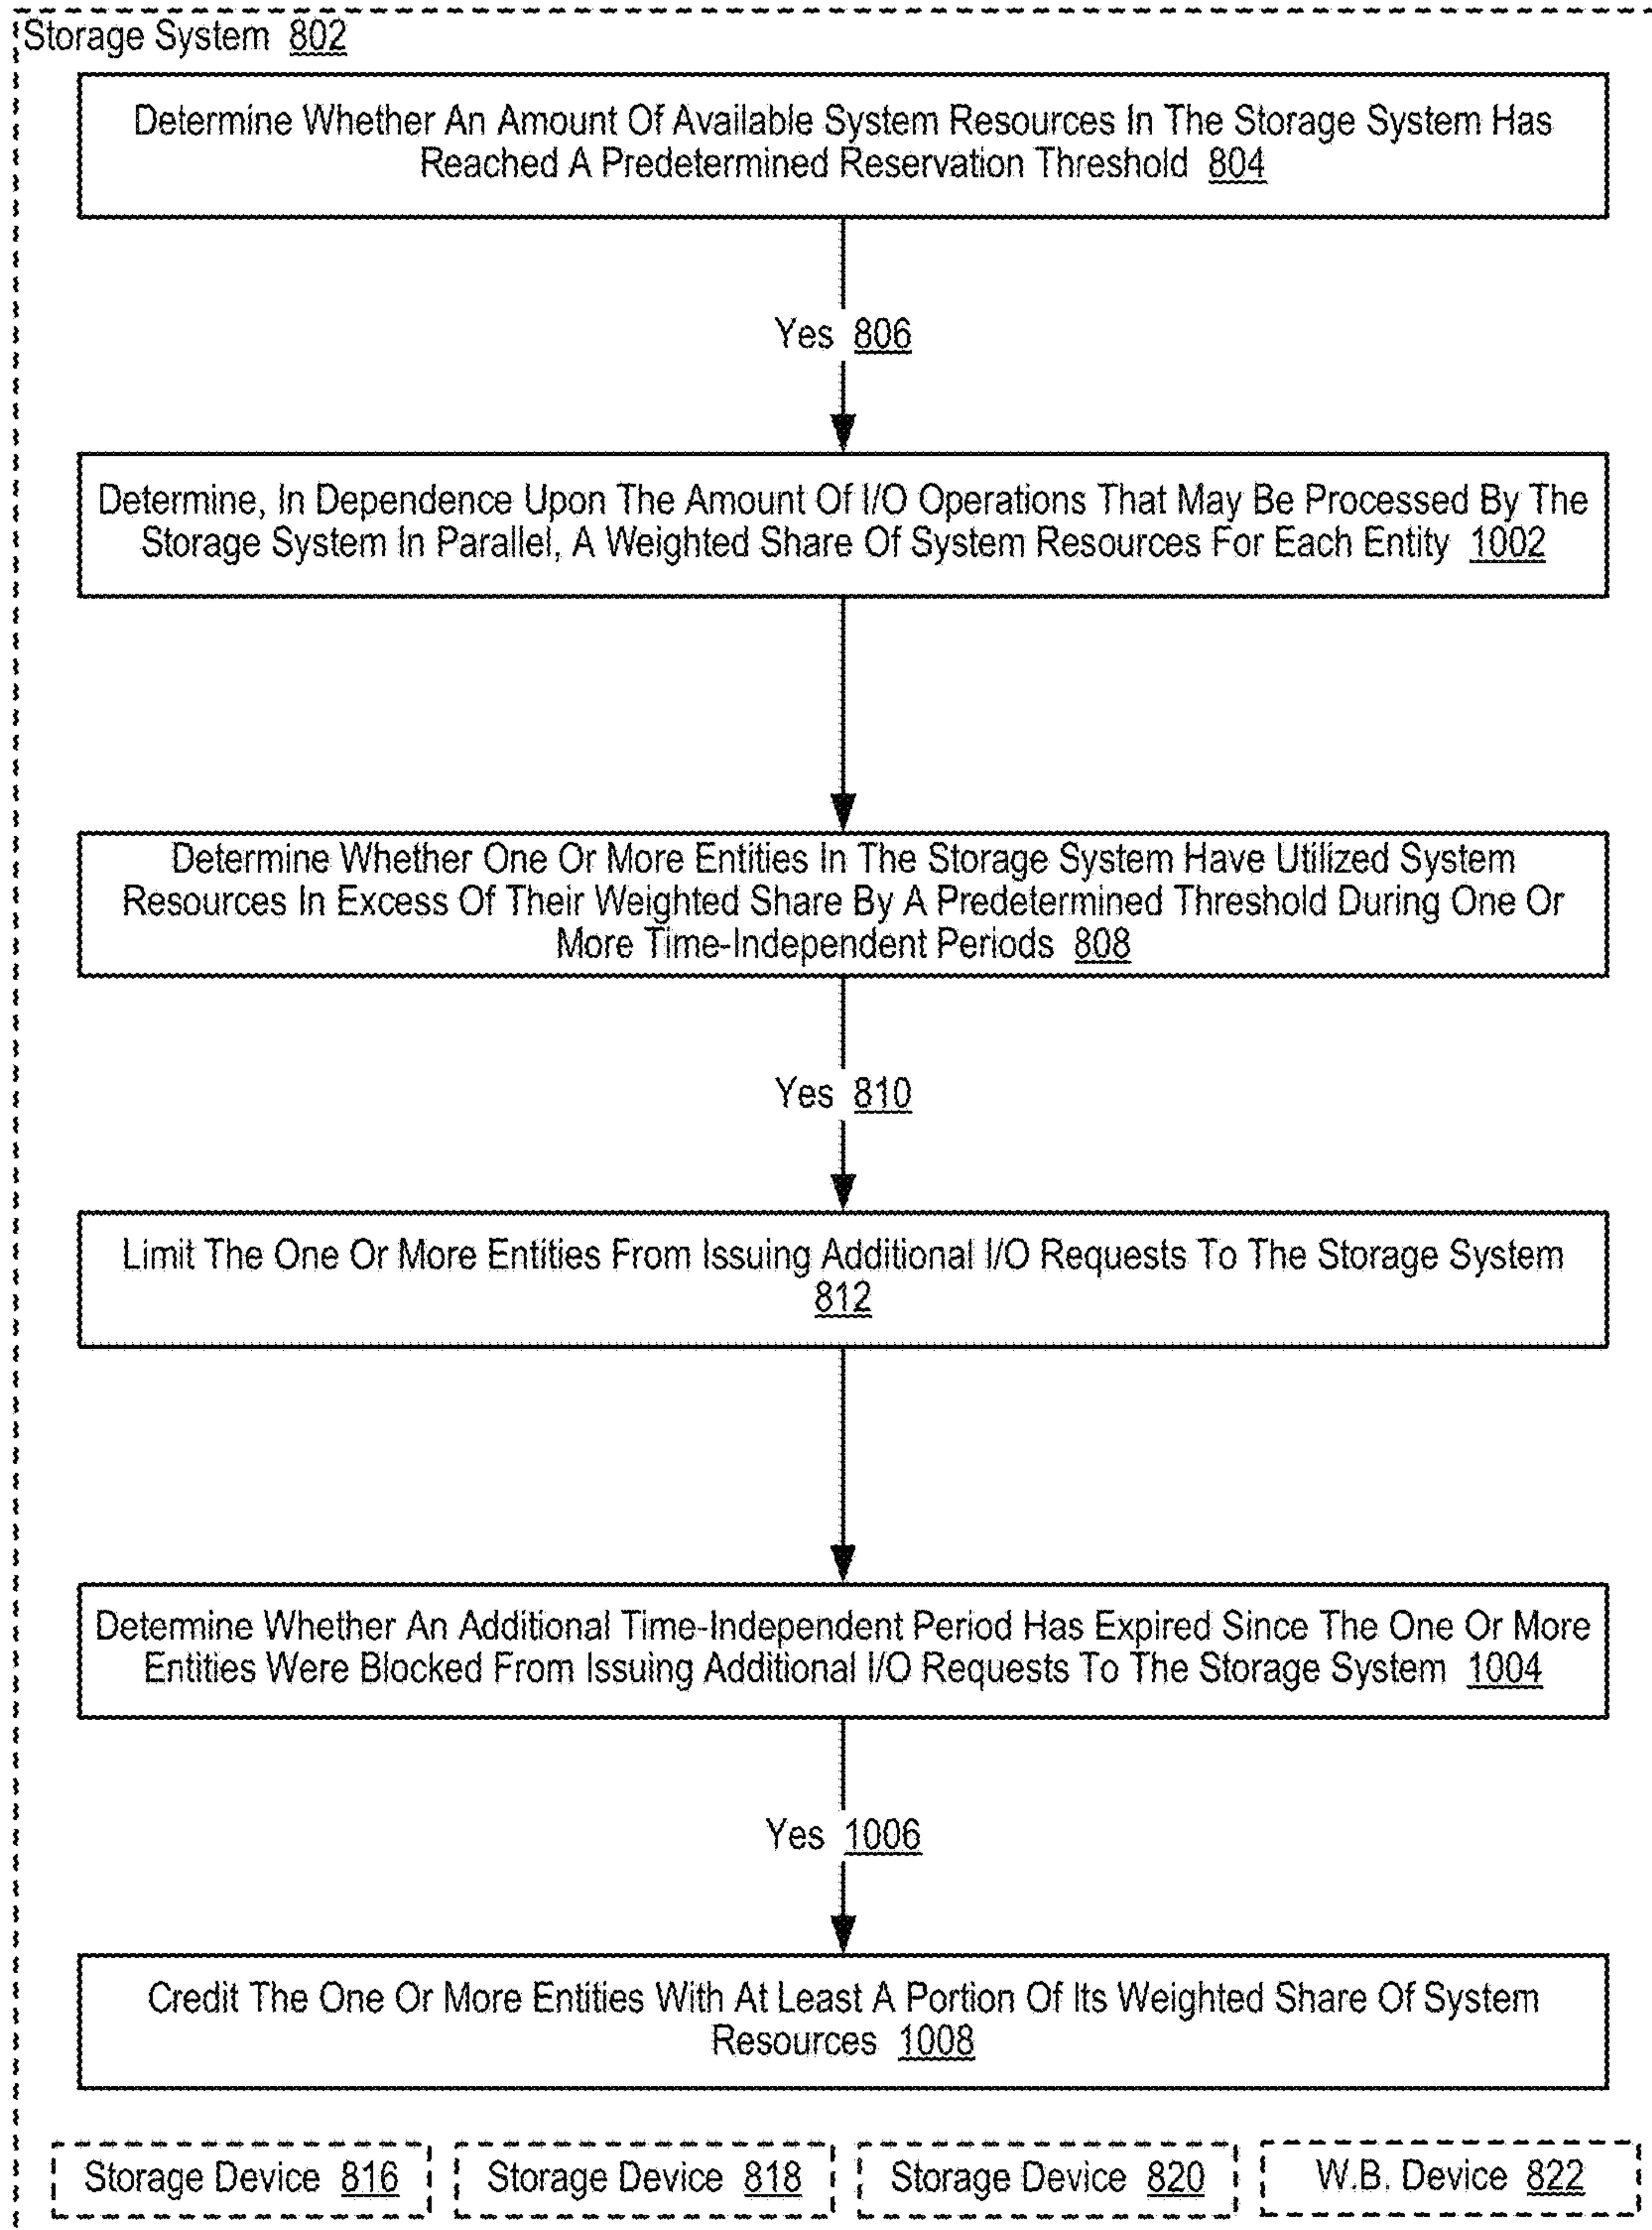 Storage System 802
Determine Whether An Amount Of Available System Resources In The Storage System Has
Reached A Predetermined Reservation Threshold 804
Yes 806
Determine, In Dependence Upon The Amount Of I/O Operations That May Be Processed By The
Storage System In Parallel, A Weighted Share Of System Resources For Each Entity 1002
Determine Whether One Or More Entities In The Storage System Have Utilized System
Resources In Excess Of Their Weighted Share By A Predetermined Threshold During One Or
More Time-Independent Periods 808
Yes 810
Limit The One Or More Entities From Issuing Additional I/O Requests To The Storage System
812
Determine Whether An Additional Time-Independent Period Has Expired Since The One Or More
Entities Were Blocked From Issuing Additional I/O Requests To The Storage System 1004
Yes 1006
Credit The One Or More Entities With At Least A Portion Of Its Weighted Share Of System
Resources 1008
Storage Device 816
Storage Device 818
Storage Device 820
W.B. Device 822